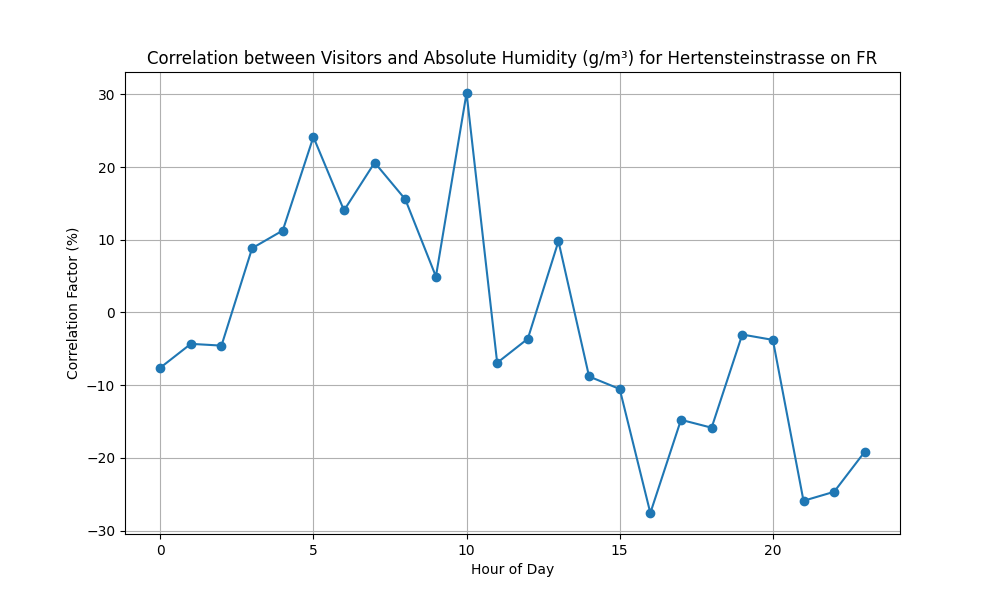 Correlation between Visitors and Absolute Humidity (g/m³) for Hertensteinstrasse on FR
Correlation Factor (%)
30
20
10
0
−10
−20
−30
0 5 10 15 20
Hour of Day